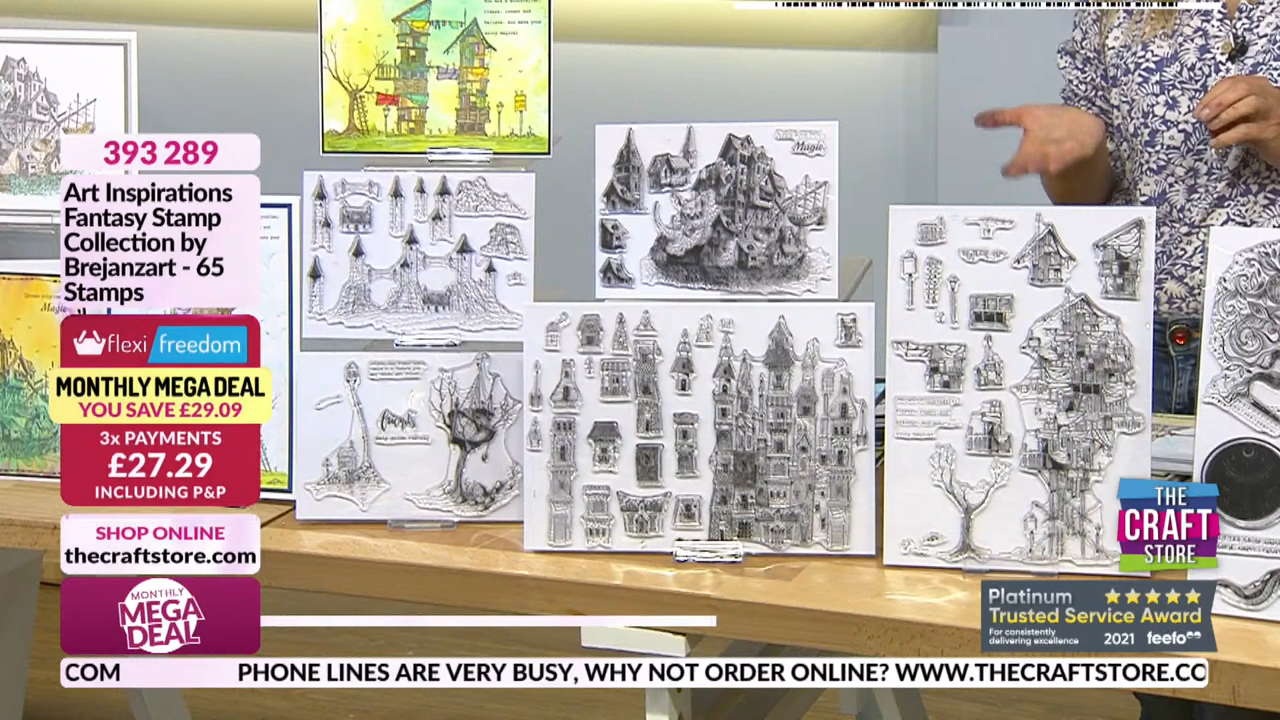 393 289
Art Inspirations
Fantasy Stamp
Collection by
Brejanzart - 65
Stamps
flexi freedom
MONTHLY MEGA DEAL
YOU SAVE £29.09
3x PAYMENTS
£27.29
INCLUDING P&P
SHOP ONLINE
thecraftstore.com
MONTHLY
MEGA
DEAL
Magic
Magic
THE
CRAFT
STORE
Platinum
Trusted Service Award
For consistently
delivering excellence
2021 feefo
COM PHONE LINES ARE VERY BUSY, WHY NOT ORDER ONLINE? WWW.THECRAFTSTORE.CO